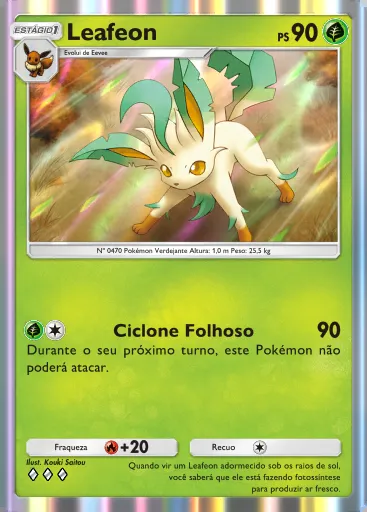 ESTÁGIO 1
Leafeon
PS 90
Evolui de Eevee
Nº 0470 Pokémon Verdejante Altura: 1,0 m Peso: 25,5 kg
Ciclone Folhoso 90
Durante o seu próximo turno, este Pokémon não
poderá atacar.
Fraqueza +20 Recuo
Ilust. Kouki Saitou
Quando vir um Leafeon adormecido sob os raios de sol,
você saberá que ele está fazendo fotossíntese
para produzir ar fresco.